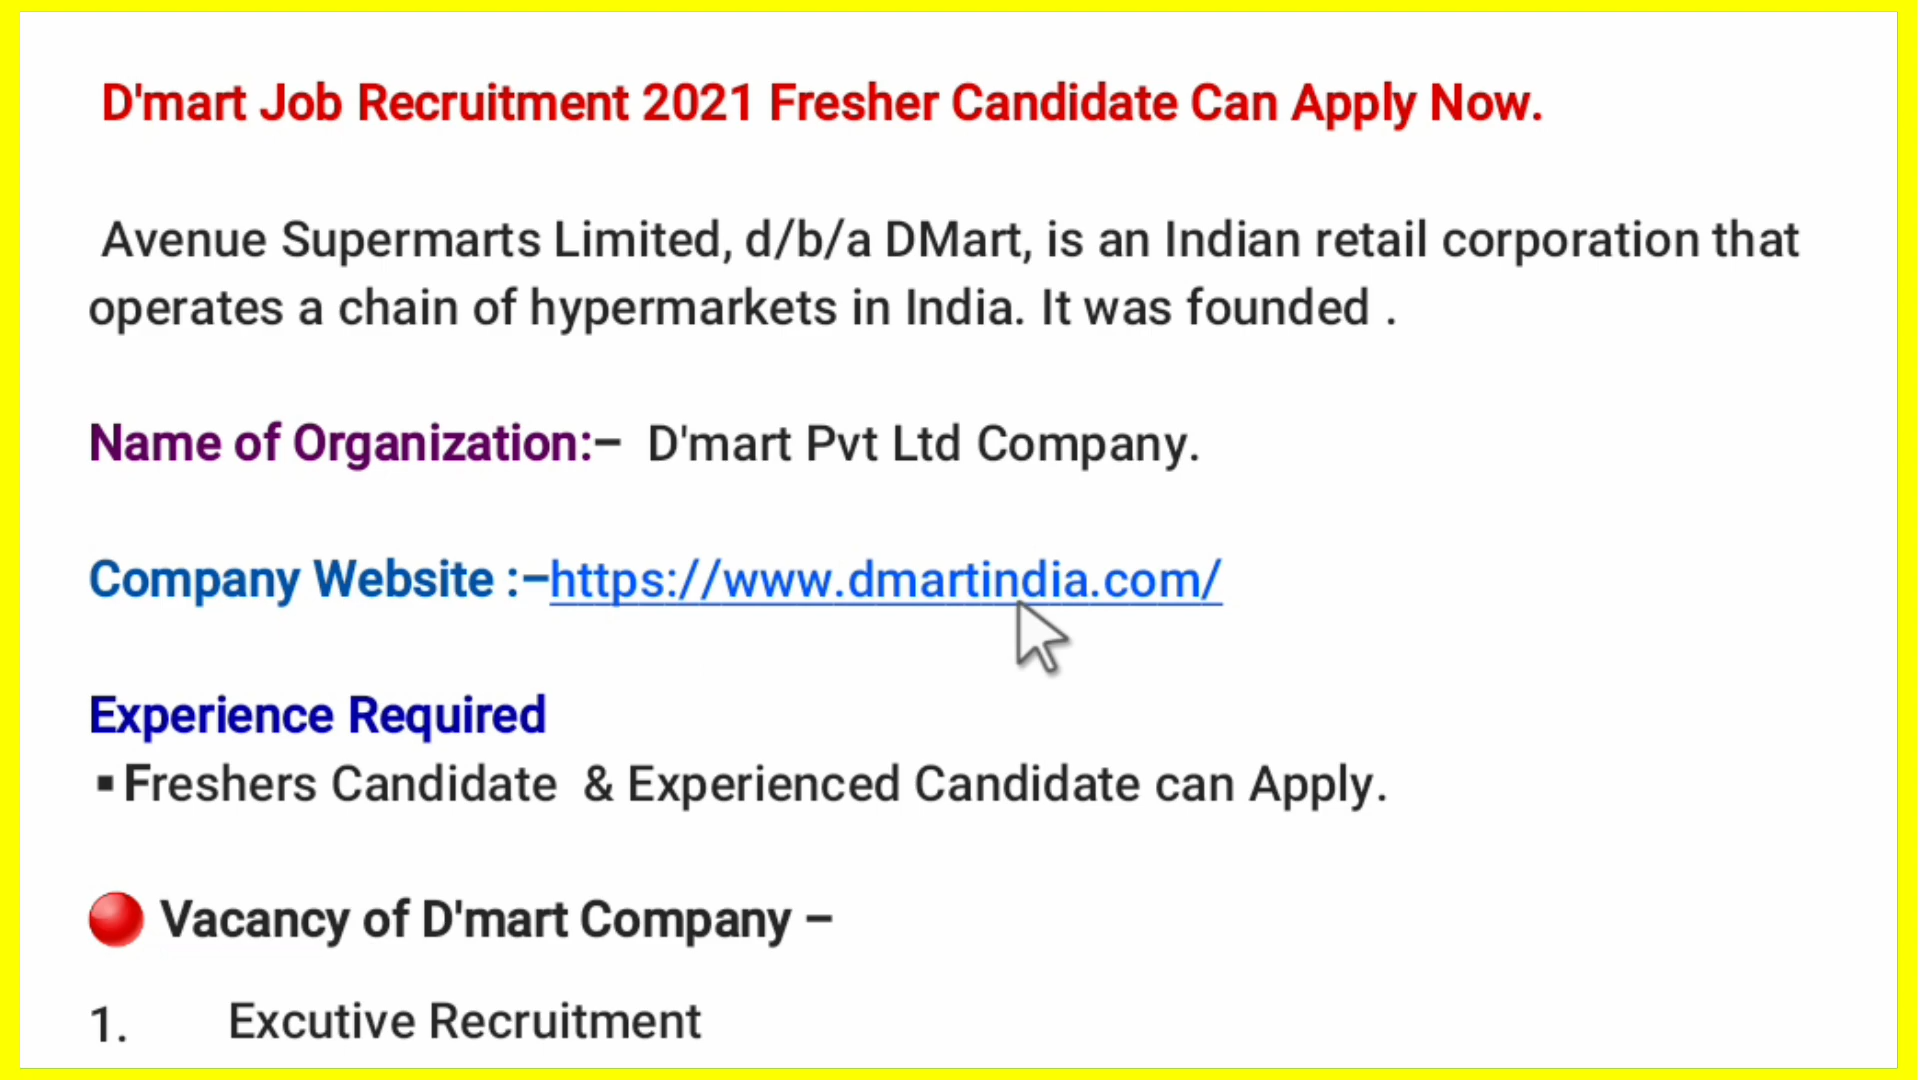 D'mart Job Recruitment 2021 Fresher Candidate Can Apply Now.
Avenue Supermarts Limited, d/b/a DMart, is an Indian retail corporation that
operates a chain of hypermarkets in India. It was founded .
Name of Organization:– D'mart Pvt Ltd Company.
Company Website :–https://www.dmartindia.com/
Experience Required
▪Freshers Candidate & Experienced Candidate can Apply.
🔴 Vacancy of D'mart Company –
1. Excutive Recruitment